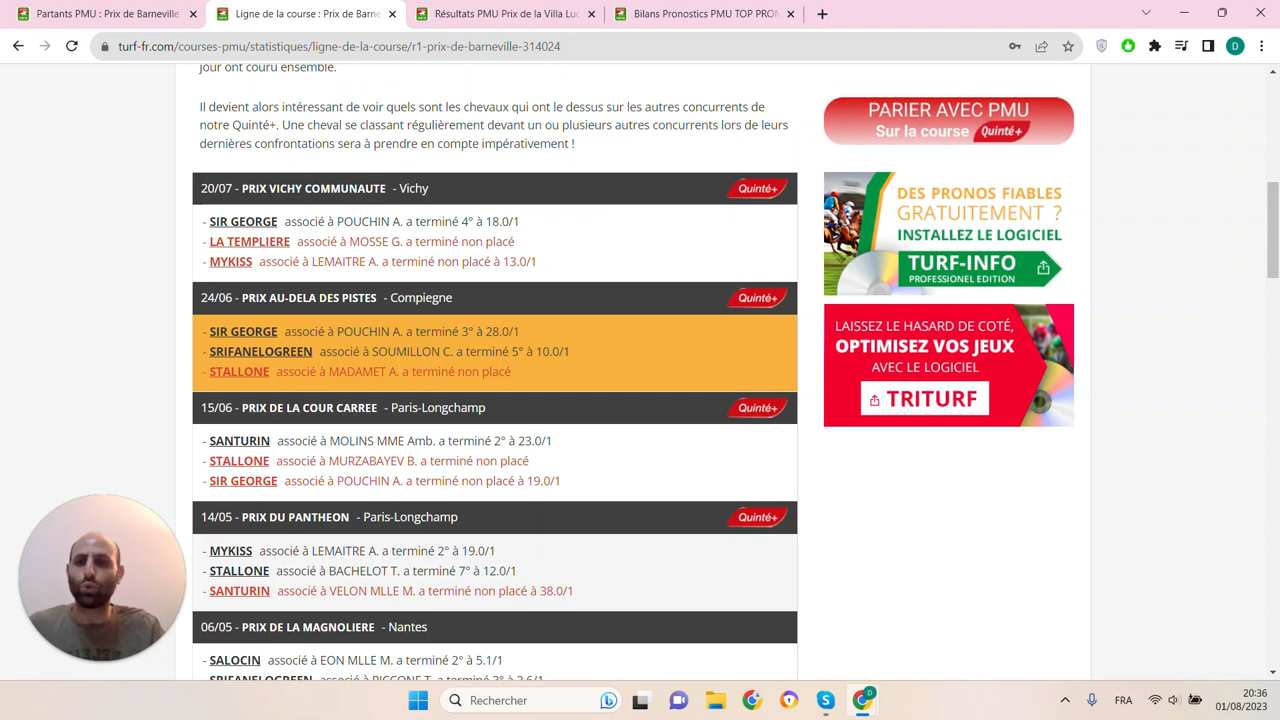 Partants PMU : Prix de Barneville
Ligne de la course : Prix de Barne
Résultats PMU Prix de la Villa Luc
Bilans Pronostics PMU TOP PRON
turf-fr.com/courses-pmu/statistiques/ligne-de-la-course/r1-prix-de-barneville-314024
D
jour ont couru ensemble.
Il devient alors intéressant de voir quels sont les chevaux qui ont le dessus sur les autres concurrents de
notre Quinté+. Une cheval se classant régulièrement devant un ou plusieurs autres concurrents lors de leurs
dernières confrontations sera à prendre en compte impérativement !
20/07 - PRIX VICHY COMMUNAUTE - Vichy Quinté+
- SIR GEORGE associé à POUCHIN A. a terminé 4° à 18.0/1
- LA TEMPLIERE associé à MOSSE G. a terminé non placé
- MYKISS associé à LEMAITRE A. a terminé non placé à 13.0/1
24/06 - PRIX AU-DELA DES PISTES - Compiegne Quinté+
- SIR GEORGE associé à POUCHIN A. a terminé 3° à 28.0/1
- SRIFANELOGREEN associé à SOUMILLON C. a terminé 5° à 10.0/1
- STALLONE associé à MADAMET A. a terminé non placé
15/06 - PRIX DE LA COUR CARREE - Paris-Longchamp Quinté+
- SANTURIN associé à MOLINS MME Amb. a terminé 2° à 23.0/1
- STALLONE associé à MURZABAYEV B. a terminé non placé
- SIR GEORGE associé à POUCHIN A. a terminé non placé à 19.0/1
14/05 - PRIX DU PANTHEON - Paris-Longchamp Quinté+
- MYKISS associé à LEMAITRE A. a terminé 2° à 19.0/1
- STALLONE associé à BACHELOT T. a terminé 7° à 12.0/1
- SANTURIN associé à VELON MLLE M. a terminé non placé à 38.0/1
06/05 - PRIX DE LA MAGNOLIERE - Nantes
- SALOCIN associé à EON MLLE M. a terminé 2° à 5.1/1
PARIER AVEC PMU
Sur la course Quinté+
DES PRONOS FIABLES
GRATUITEMENT ?
INSTALLEZ LE LOGICIEL
TURF-INFO
PROFESSIONEL EDITION
LAISSEZ LE HASARD DE COTÉ,
OPTIMISEZ VOS JEUX
AVEC LE LOGICIEL
TRITURF
Rechercher
D
FRA
20:36
01/08/2023